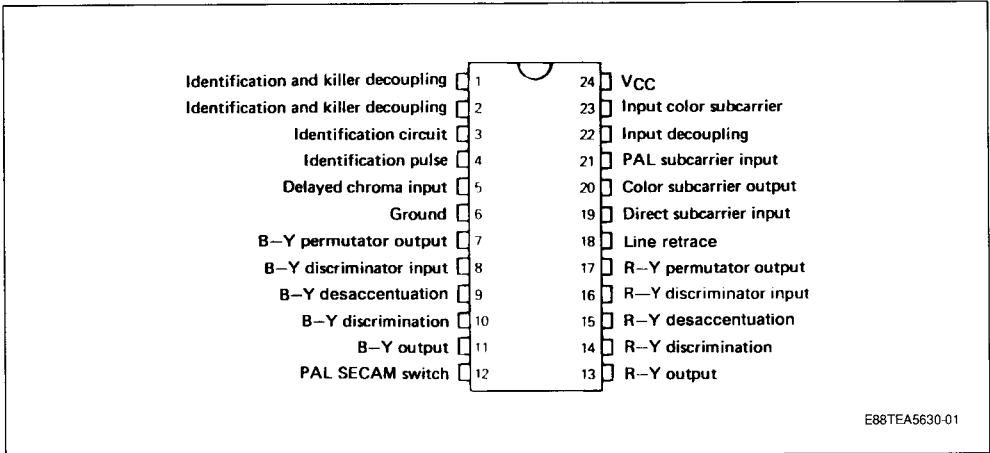 Identification and killer decoupling 1 24 VCC
Identification and killer decoupling 2 23 Input color subcarrier
Identification circuit 3 22 Input decoupling
Identification pulse 4 21 PAL subcarrier input
Delayed chroma input 5 20 Color subcarrier output
Ground 6 19 Direct subcarrier input
B–Y permutator output 7 18 Line retrace
B–Y discriminator input 8 17 R–Y permutator output
B–Y desaccentuation 9 16 R–Y discriminator input
B–Y discrimination 10 15 R–Y desaccentuation
B–Y output 11 14 R–Y discrimination
PAL SECAM switch 12 13 R–Y output
E88TEA5630-01